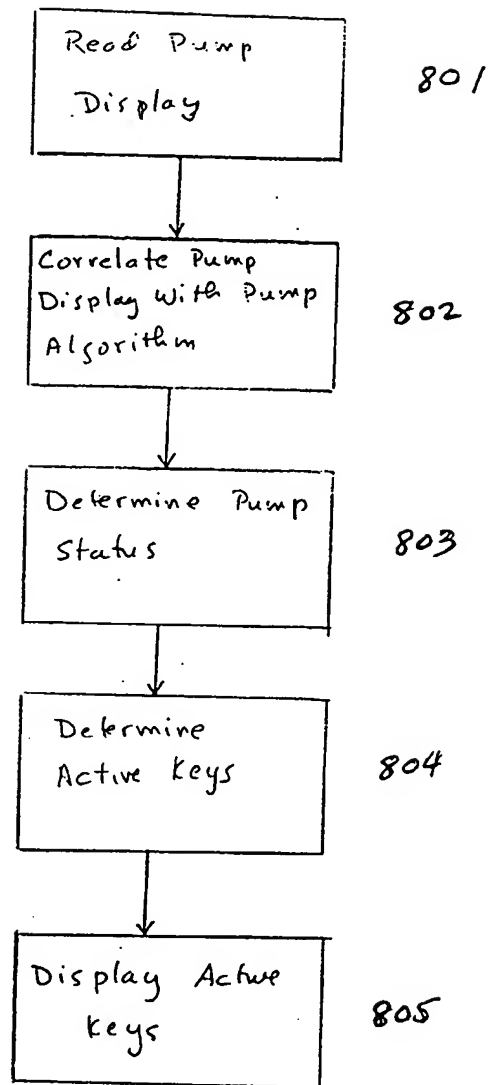 Read Pump
Display
801
Correlate Pump
Display With Pump
Algorithm
802
Determine Pump
Status
803
Determine
Active Keys
804
Display Active
Keys
805